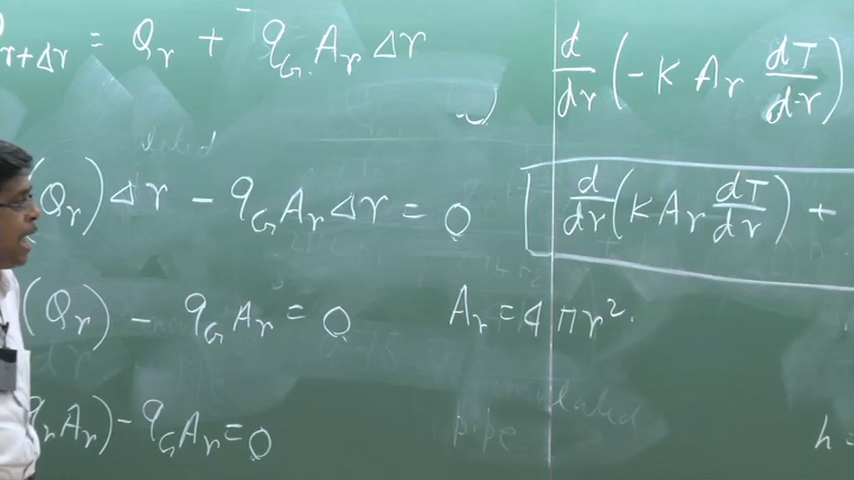 r+Δr = Q_r + q_G A_r Δr
(Q_r) Δr - q_G A_r Δr = 0
(Q_r) - q_G A_r = 0
q_r A_r) - q_G A_r = 0
A_r = 4πr².
pipe
d/dr (-K A_r dT/dr)
[ d/dr (K A_r dT/dr) +
h =